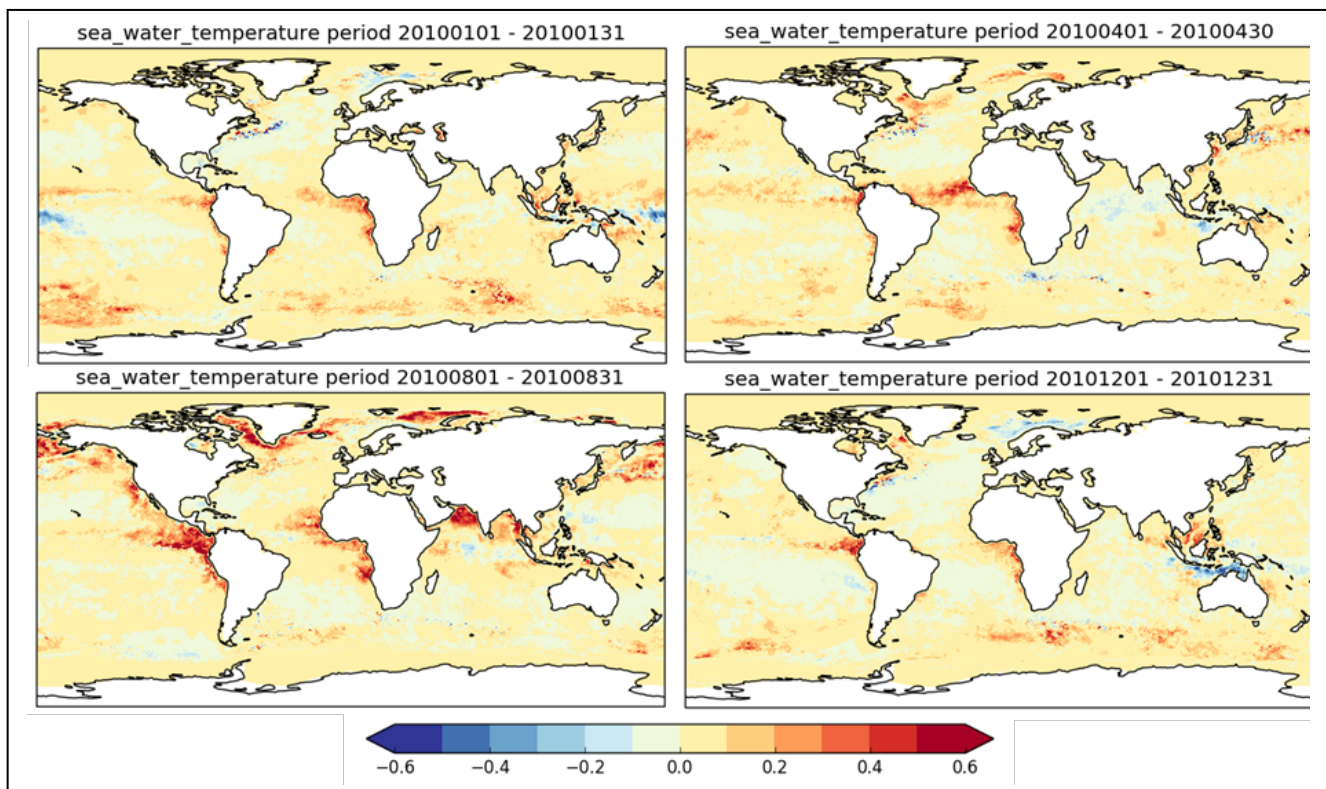 sea_water_temperature period 20100101 - 20100131
sea_water_temperature period 20100401 - 20100430
sea_water_temperature period 20100801 - 20100831
sea_water_temperature period 20101201 - 20101231
−0.6 −0.4 −0.2 0.0 0.2 0.4 0.6